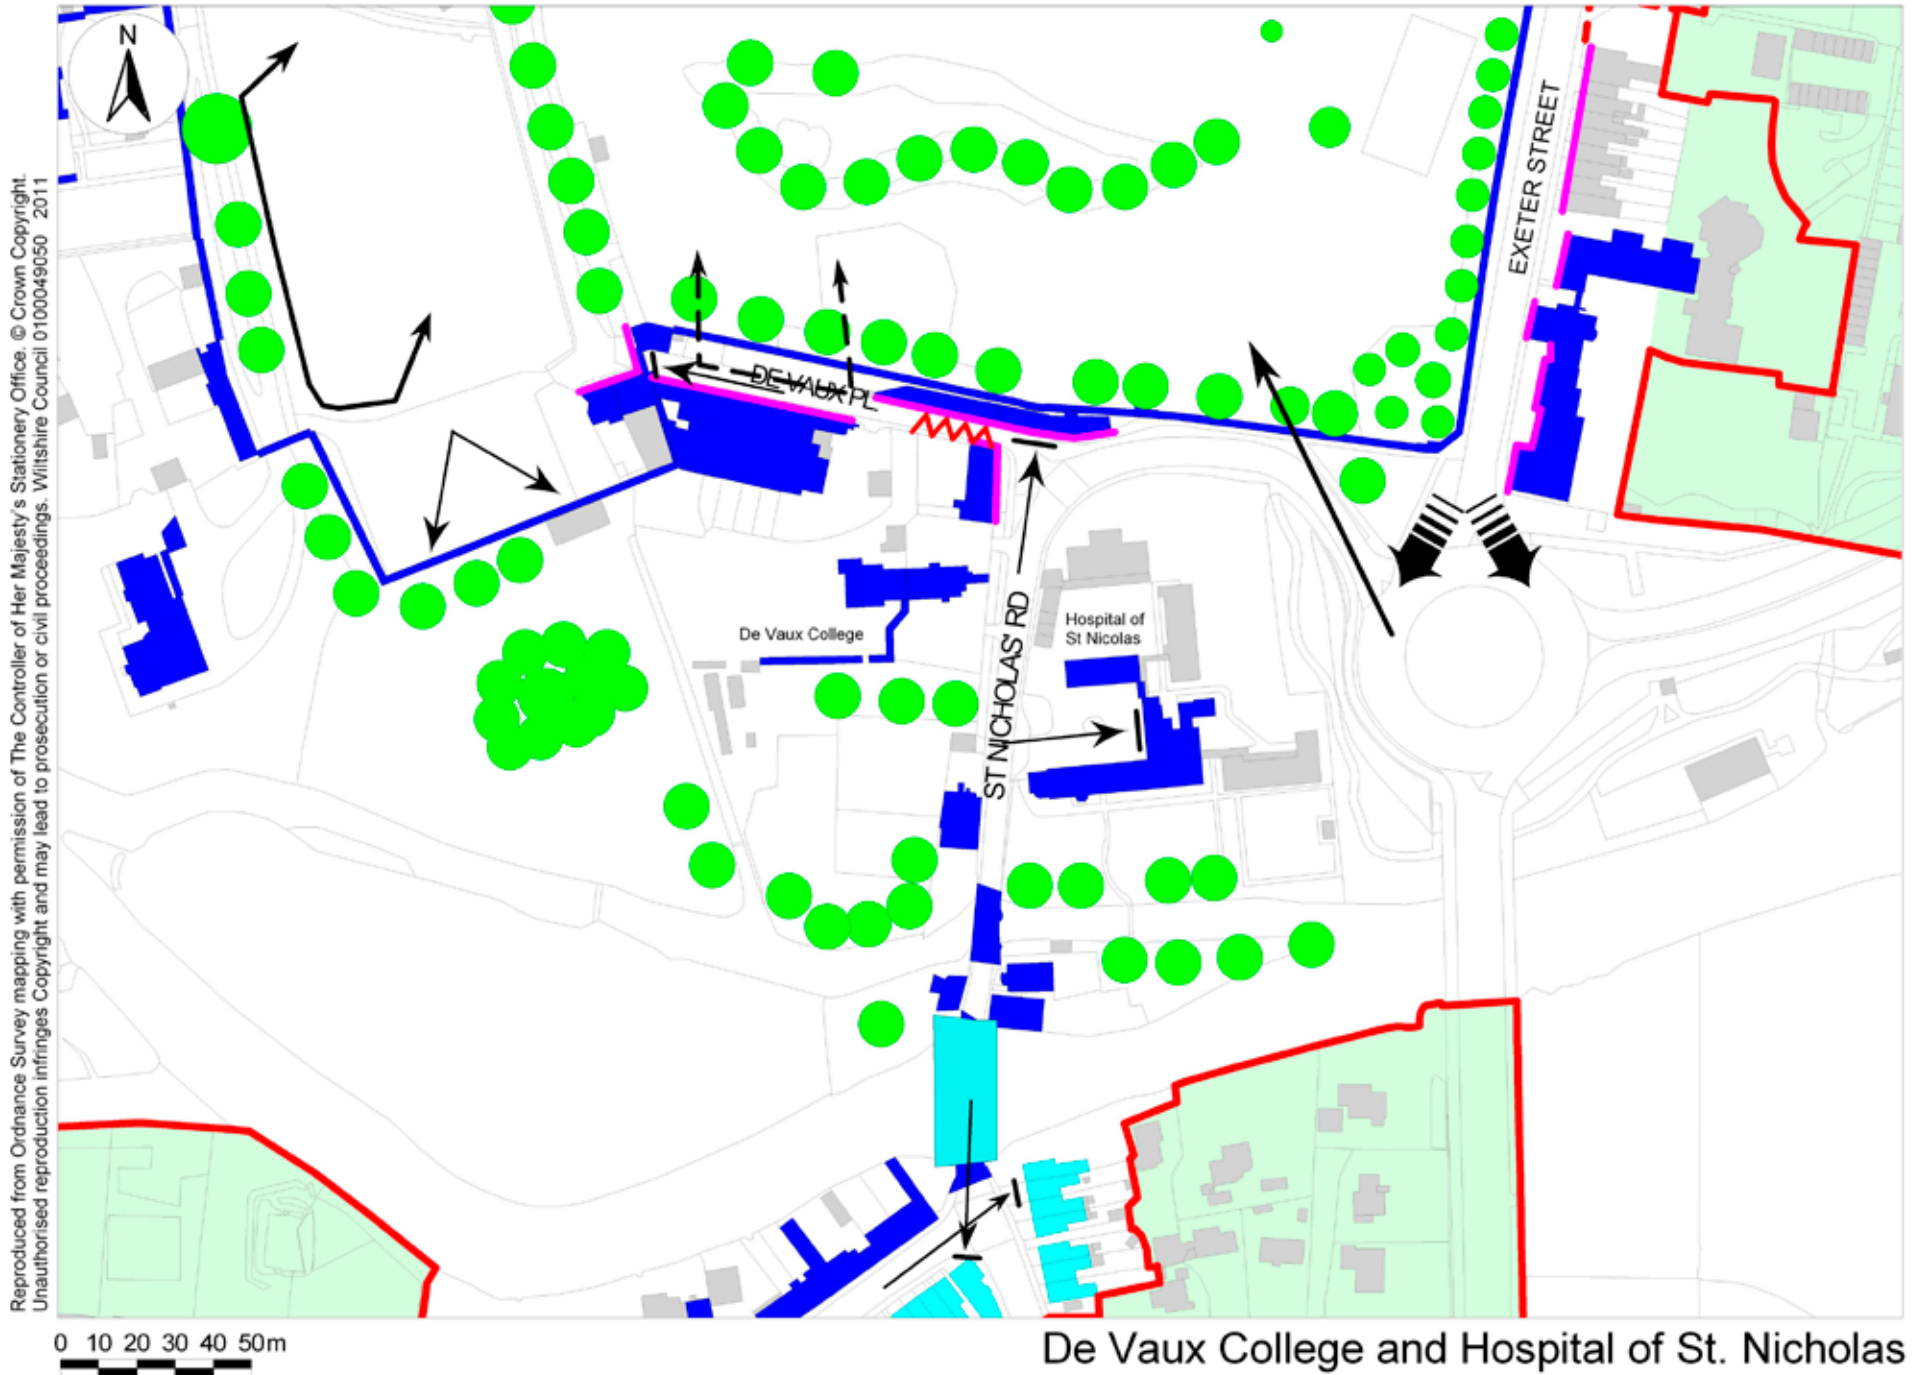 N
EXETER STREET
DE VAUX PL
De Vaux College
Hospital of
St Nicolas
ST NICHOLAS RD
Reproduced from Ordnance Survey mapping with permission of The Controller of Her Majesty's Stationery Office. © Crown Copyright.
Unauthorised reproduction infringes Copyright and may lead to prosecution or civil proceedings. Wiltshire Council 0100049050 2011
0 10 20 30 40 50m
De Vaux College and Hospital of St. Nicholas